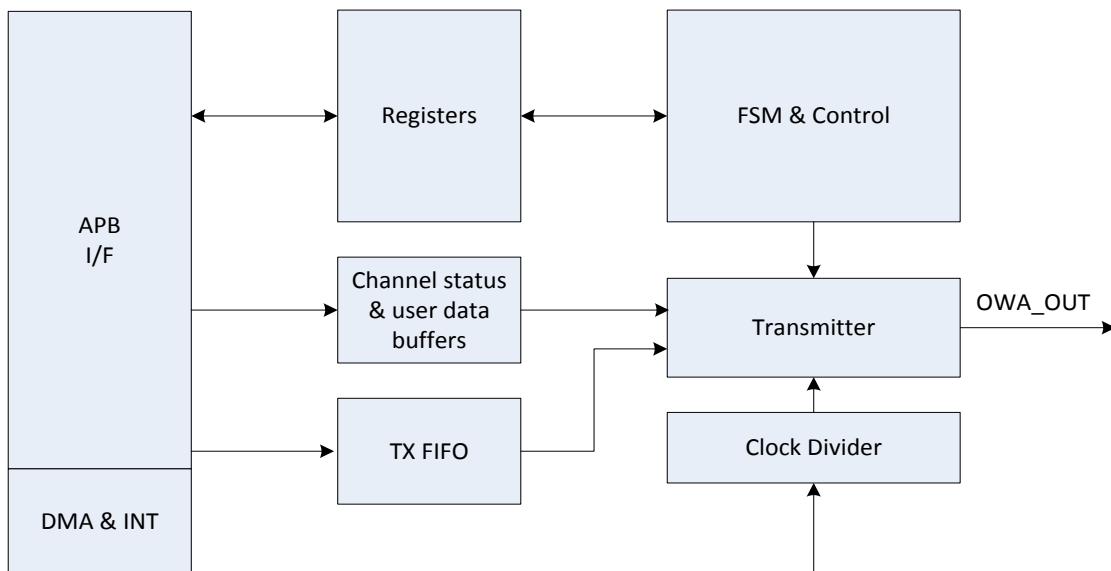 Registers
FSM & Control
APB
I/F
Channel status
& user data
buffers
Transmitter
OWA_OUT
TX FIFO
Clock Divider
DMA & INT